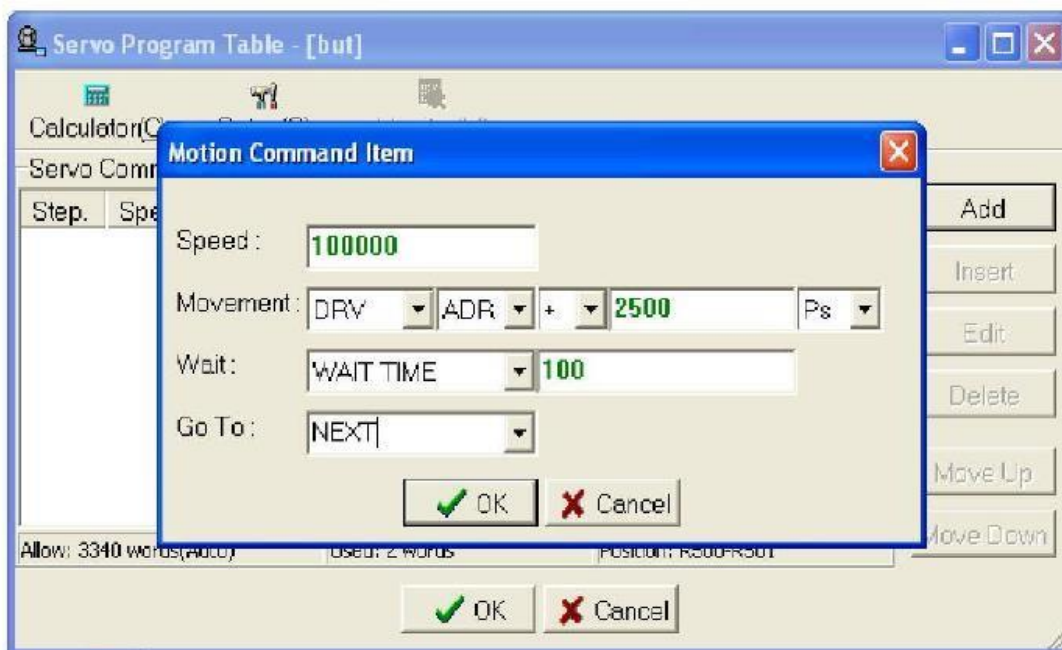 Servo Program Table - [but]
Calculator(C)
Servo Comm
Motion Command Item
Step. Spe
Speed : 100000
Movement : DRV ADR + 2500 Ps
Wait : WAIT TIME 100
Go To : NEXT
OK Cancel
Add
Insert
Edit
Delete
Move Up
Move Down
Allow: 3340 words(Auto) Used: 2 words Position: R500-R501
OK Cancel